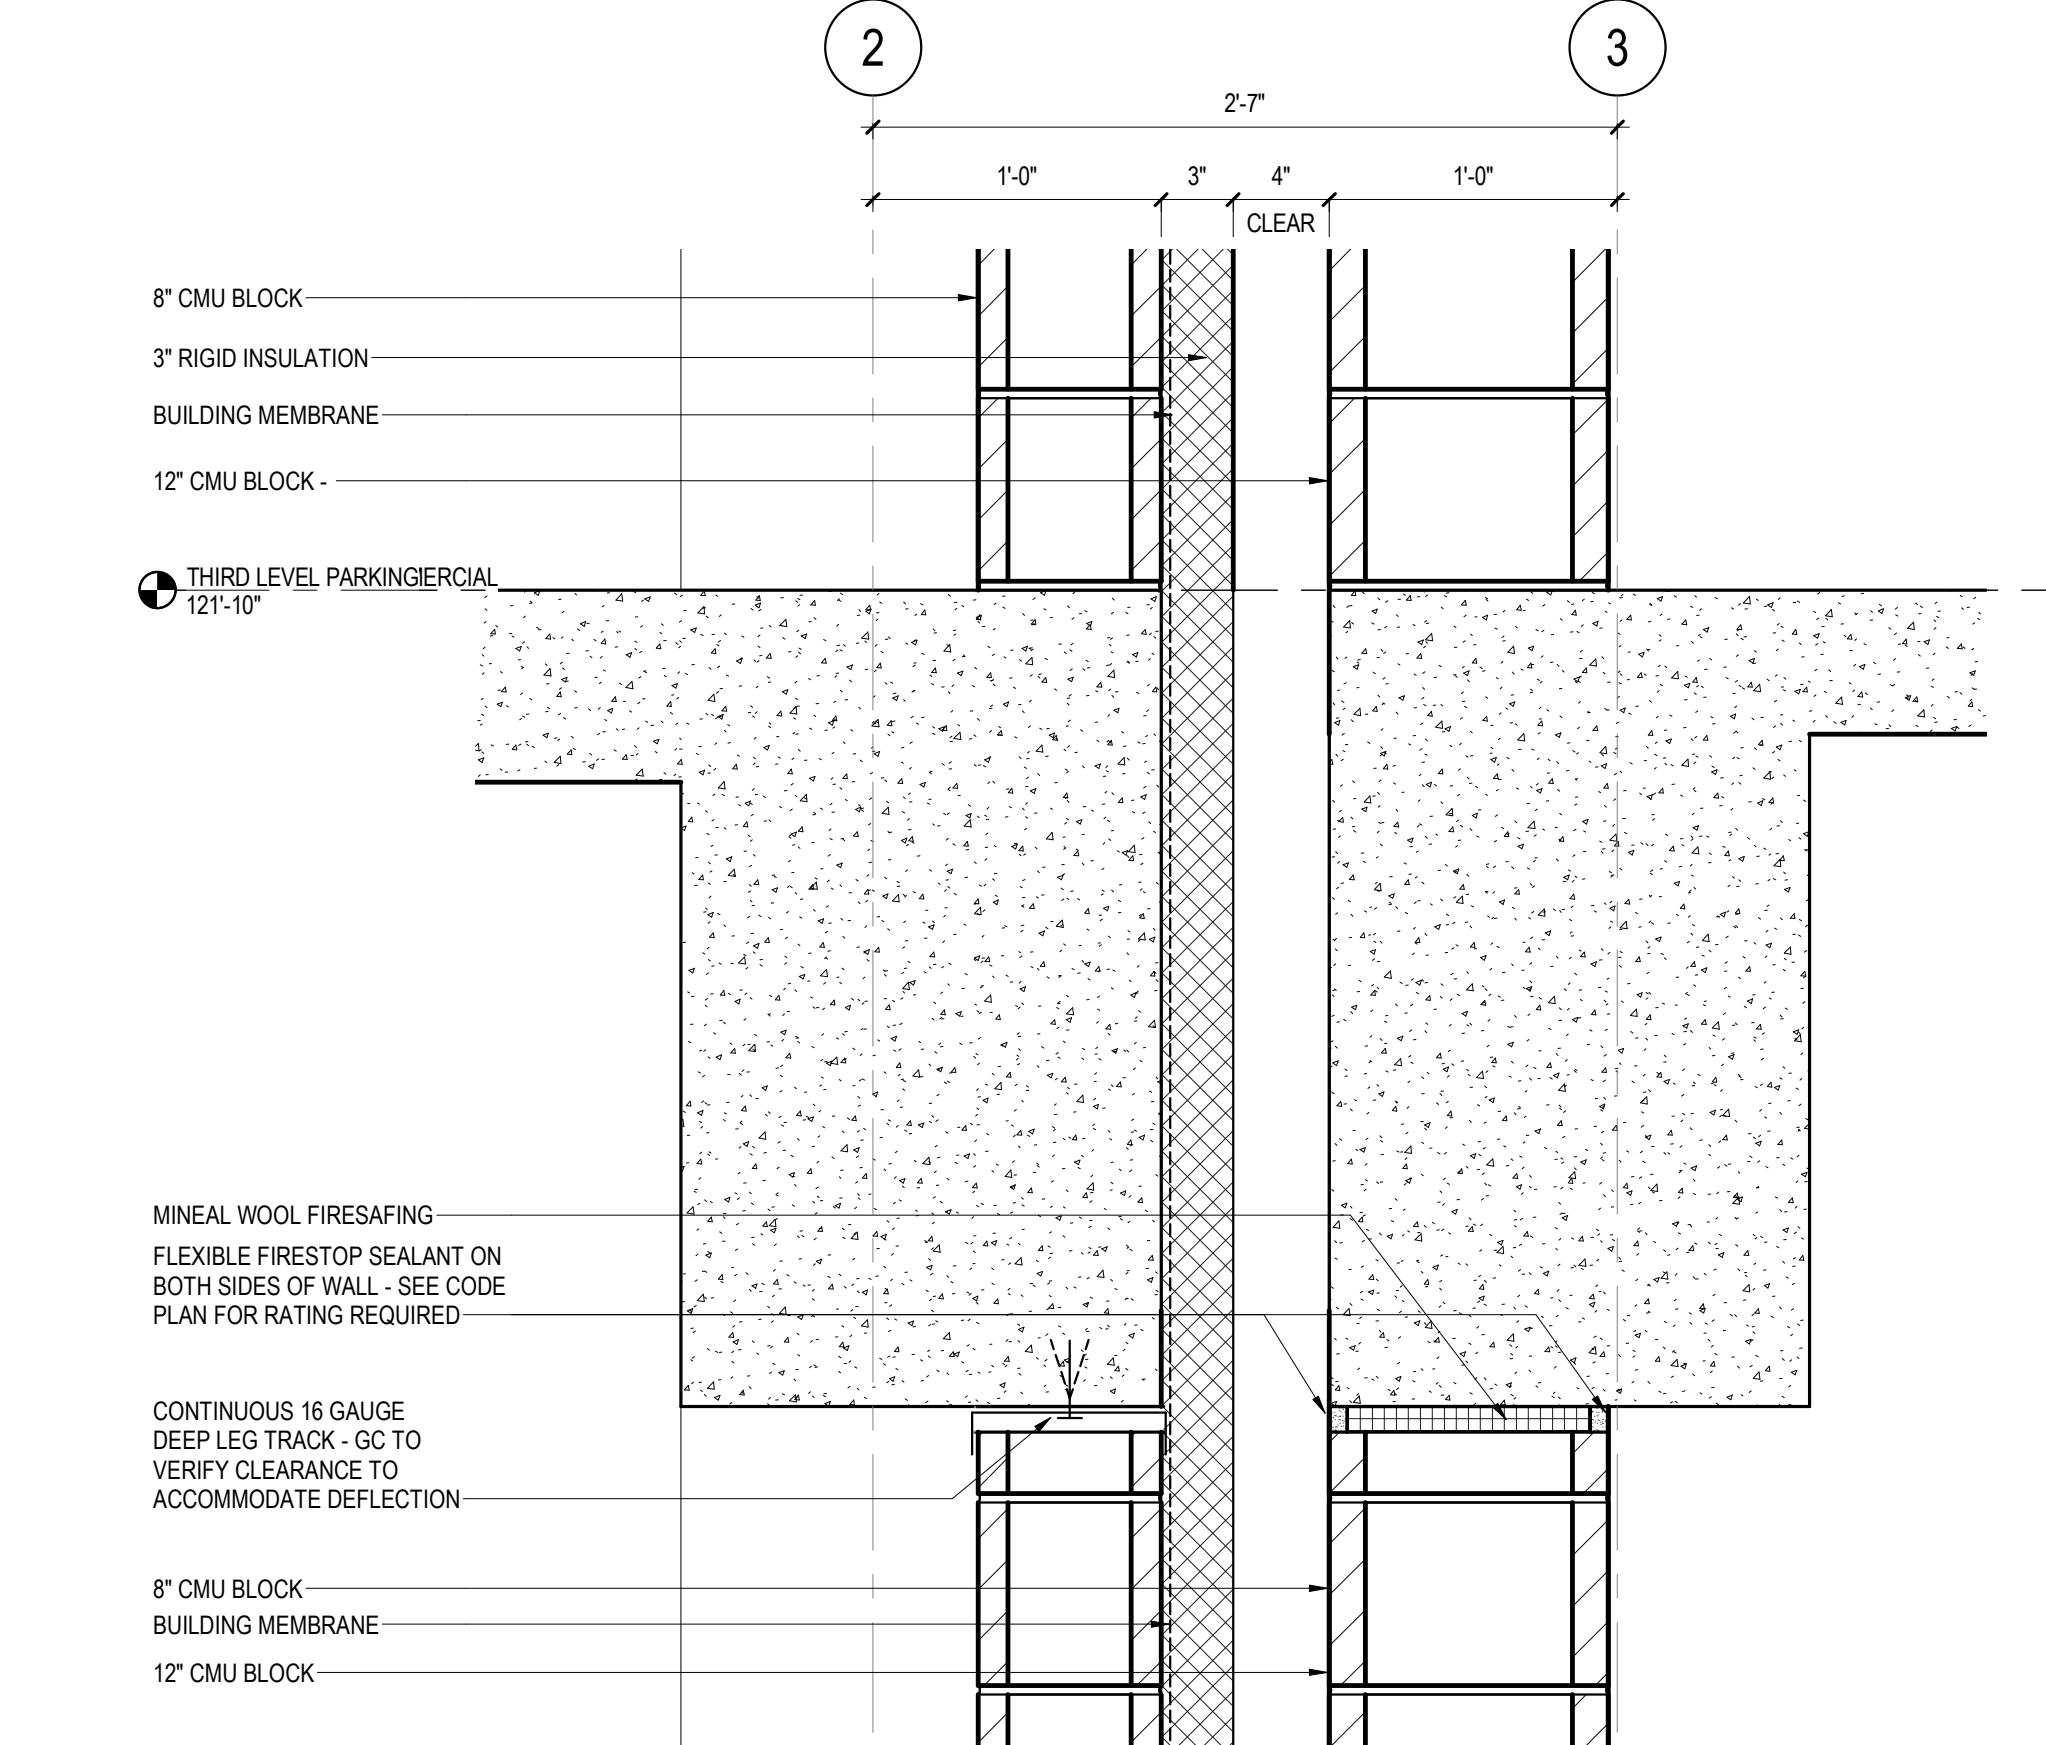 2
3
2'-7"
1'-0"
3"
4"
1'-0"
CLEAR
8" CMU BLOCK
3" RIGID INSULATION
BUILDING MEMBRANE
12" CMU BLOCK -
THIRD LEVEL PARKINGIERCIAL
121'-10"
MINEAL WOOL FIRESAFING
FLEXIBLE FIRESTOP SEALANT ON
BOTH SIDES OF WALL - SEE CODE
PLAN FOR RATING REQUIRED
CONTINUOUS 16 GAUGE
DEEP LEG TRACK - GC TO
VERIFY CLEARANCE TO
ACCOMMODATE DEFLECTION
8" CMU BLOCK
BUILDING MEMBRANE
12" CMU BLOCK